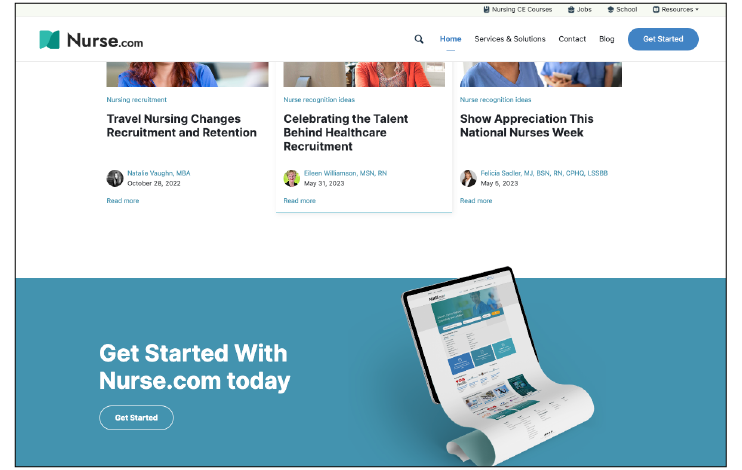 Nursing CE Courses Jobs School Resources
Nurse.com Home Services & Solutions Contact Blog Get Started
Nursing recruitment
Travel Nursing Changes
Recruitment and Retention
Natalie Vaughn, MBA
October 28, 2022
Read more
Nurse recognition ideas
Celebrating the Talent
Behind Healthcare
Recruitment
Eileen Williamson, MSN, RN
May 31, 2023
Read more
Nurse recognition ideas
Show Appreciation This
National Nurses Week
Felicia Sadler, MJ, BSN, RN, CPHQ, LSSBB
May 5, 2023
Read more
Get Started With
Nurse.com today
Get Started